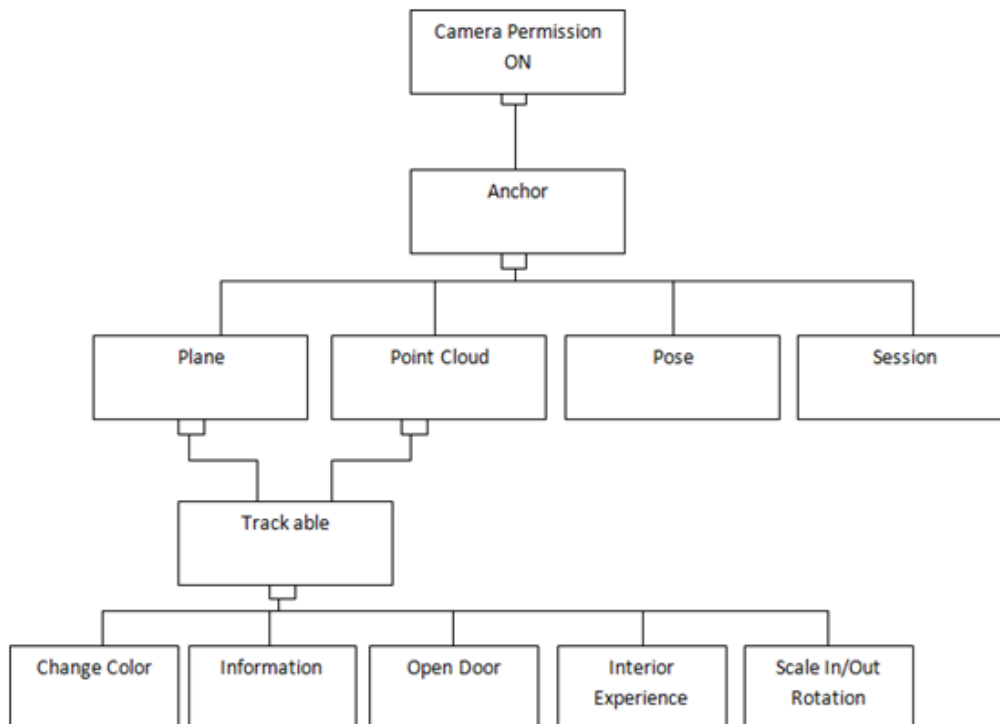 Camera Permission
ON
Anchor
Plane
Point Cloud
Pose
Session
Track able
Change Color
Information
Open Door
Interior
Experience
Scale In/Out
Rotation